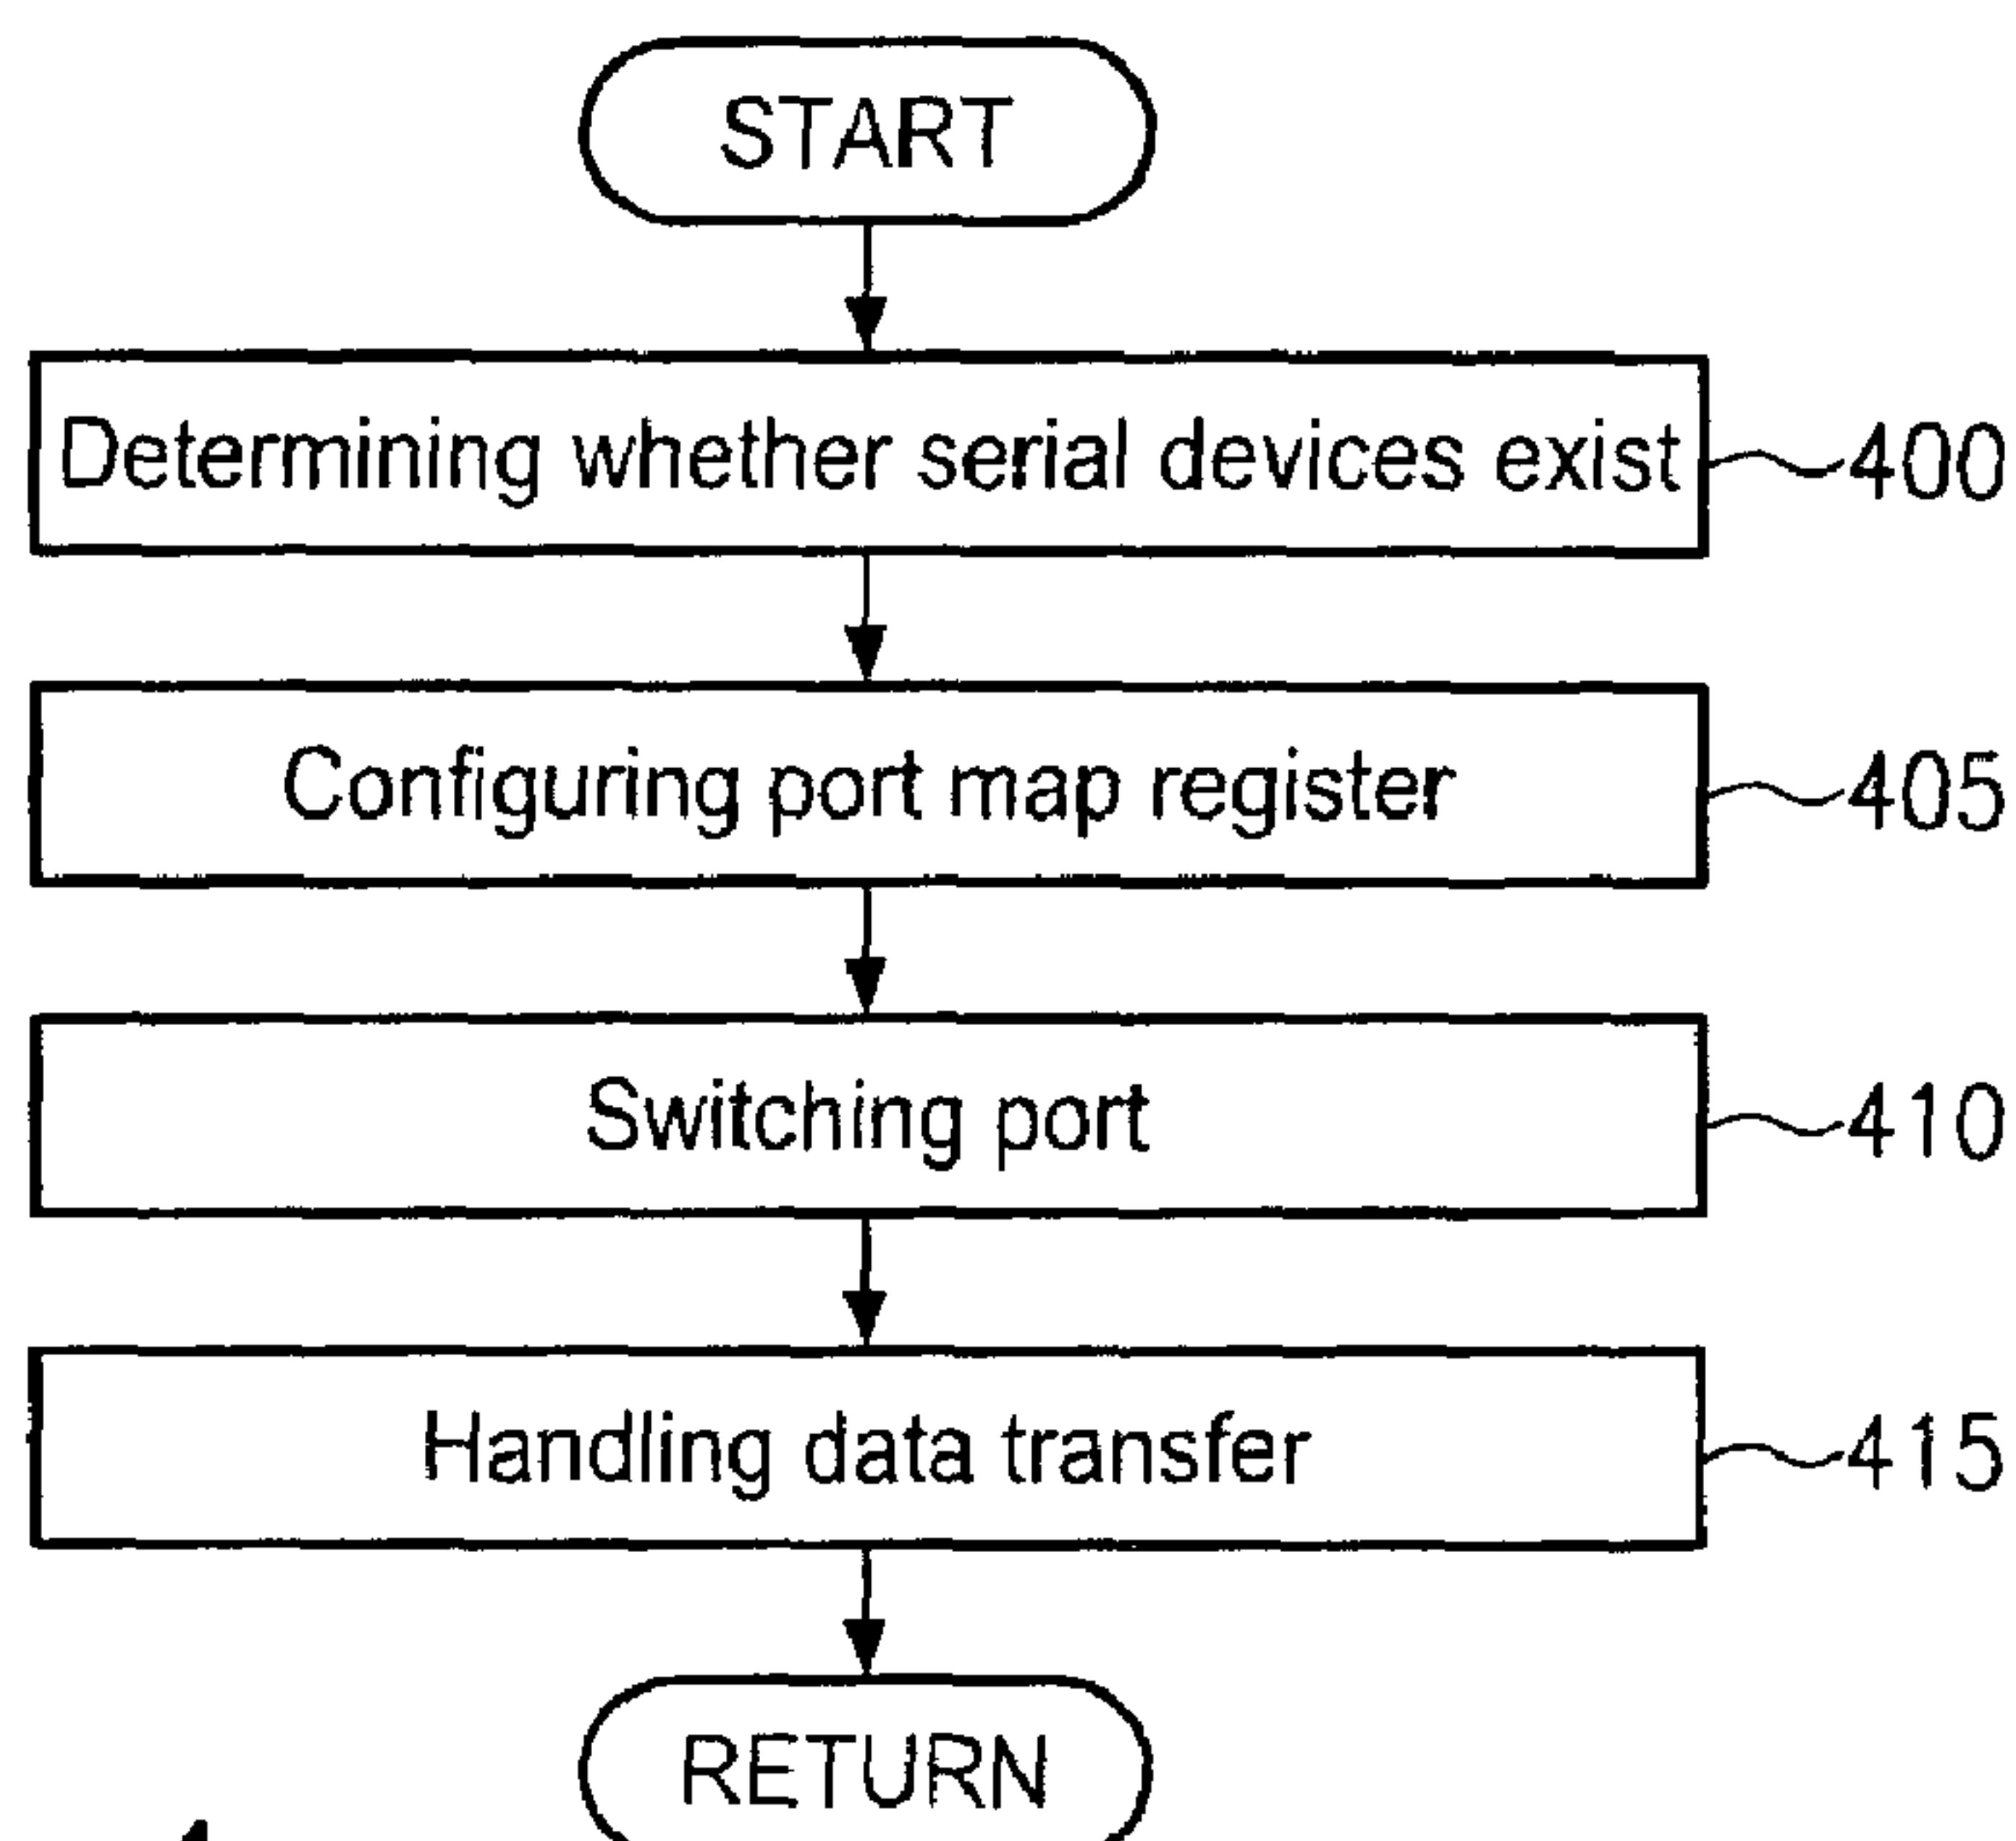 START
Determining whether serial devices exist 400
Configuring port map register 405
Switching port 410
Handling data transfer 415
RETURN